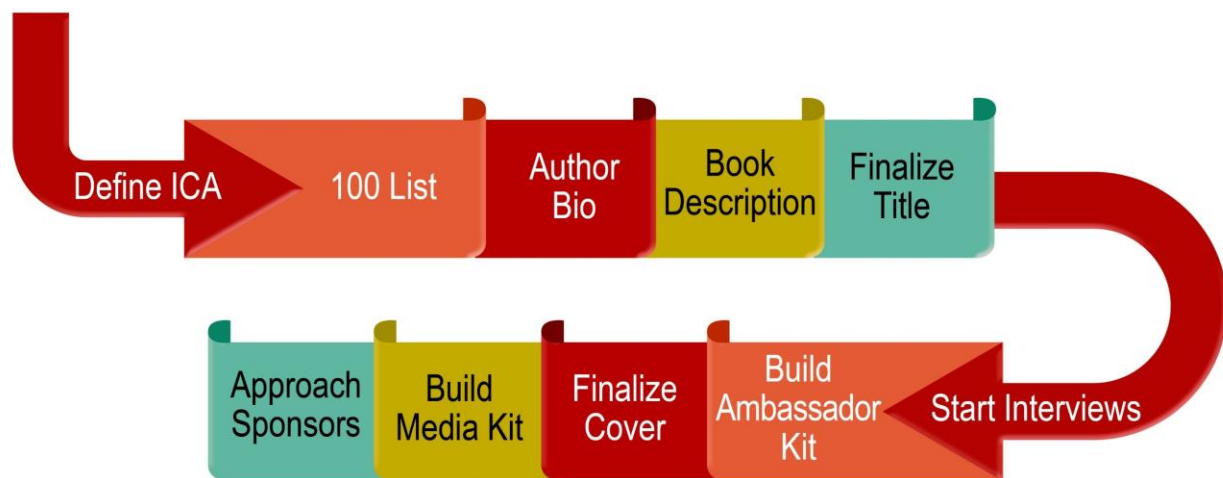 Define ICA
100 List
Author
Bio
Book
Description
Finalize
Title
Start Interviews
Build
Ambassador
Kit
Finalize
Cover
Build
Media Kit
Approach
Sponsors